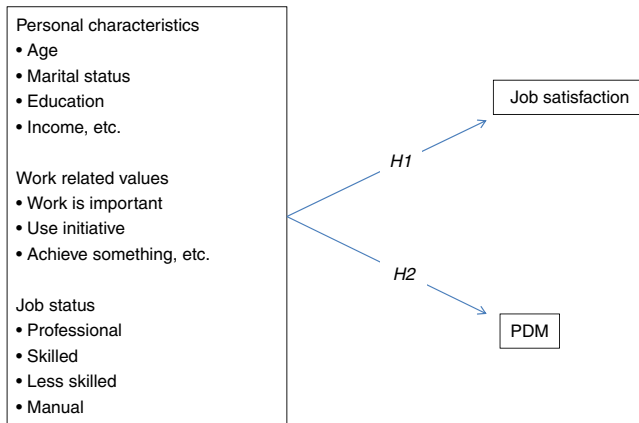 Personal characteristics
• Age
• Marital status
• Education
• Income, etc.
Work related values
• Work is important
• Use initiative
• Achieve something, etc.
Job status
• Professional
• Skilled
• Less skilled
• Manual
H1
H2
Job satisfaction
PDM